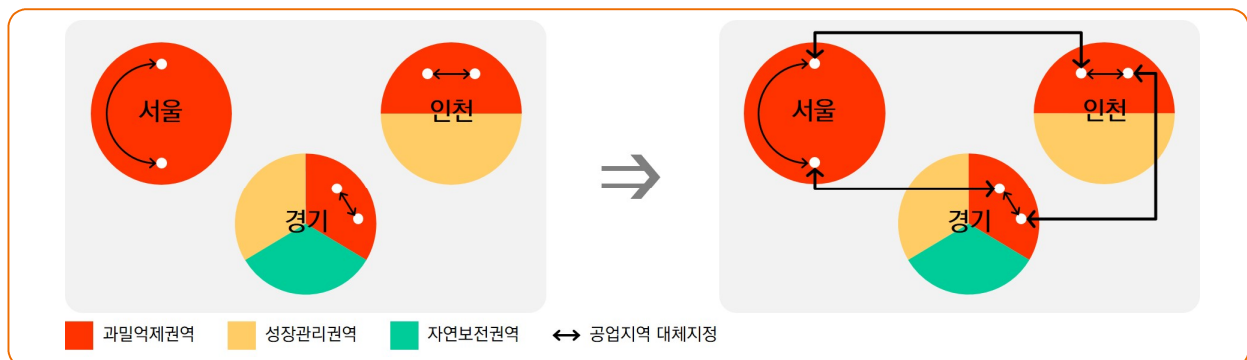 서울
인천
경기
서울
인천
경기
과밀억제권역
성장관리권역
자연보전권역
공업지역 대체지정